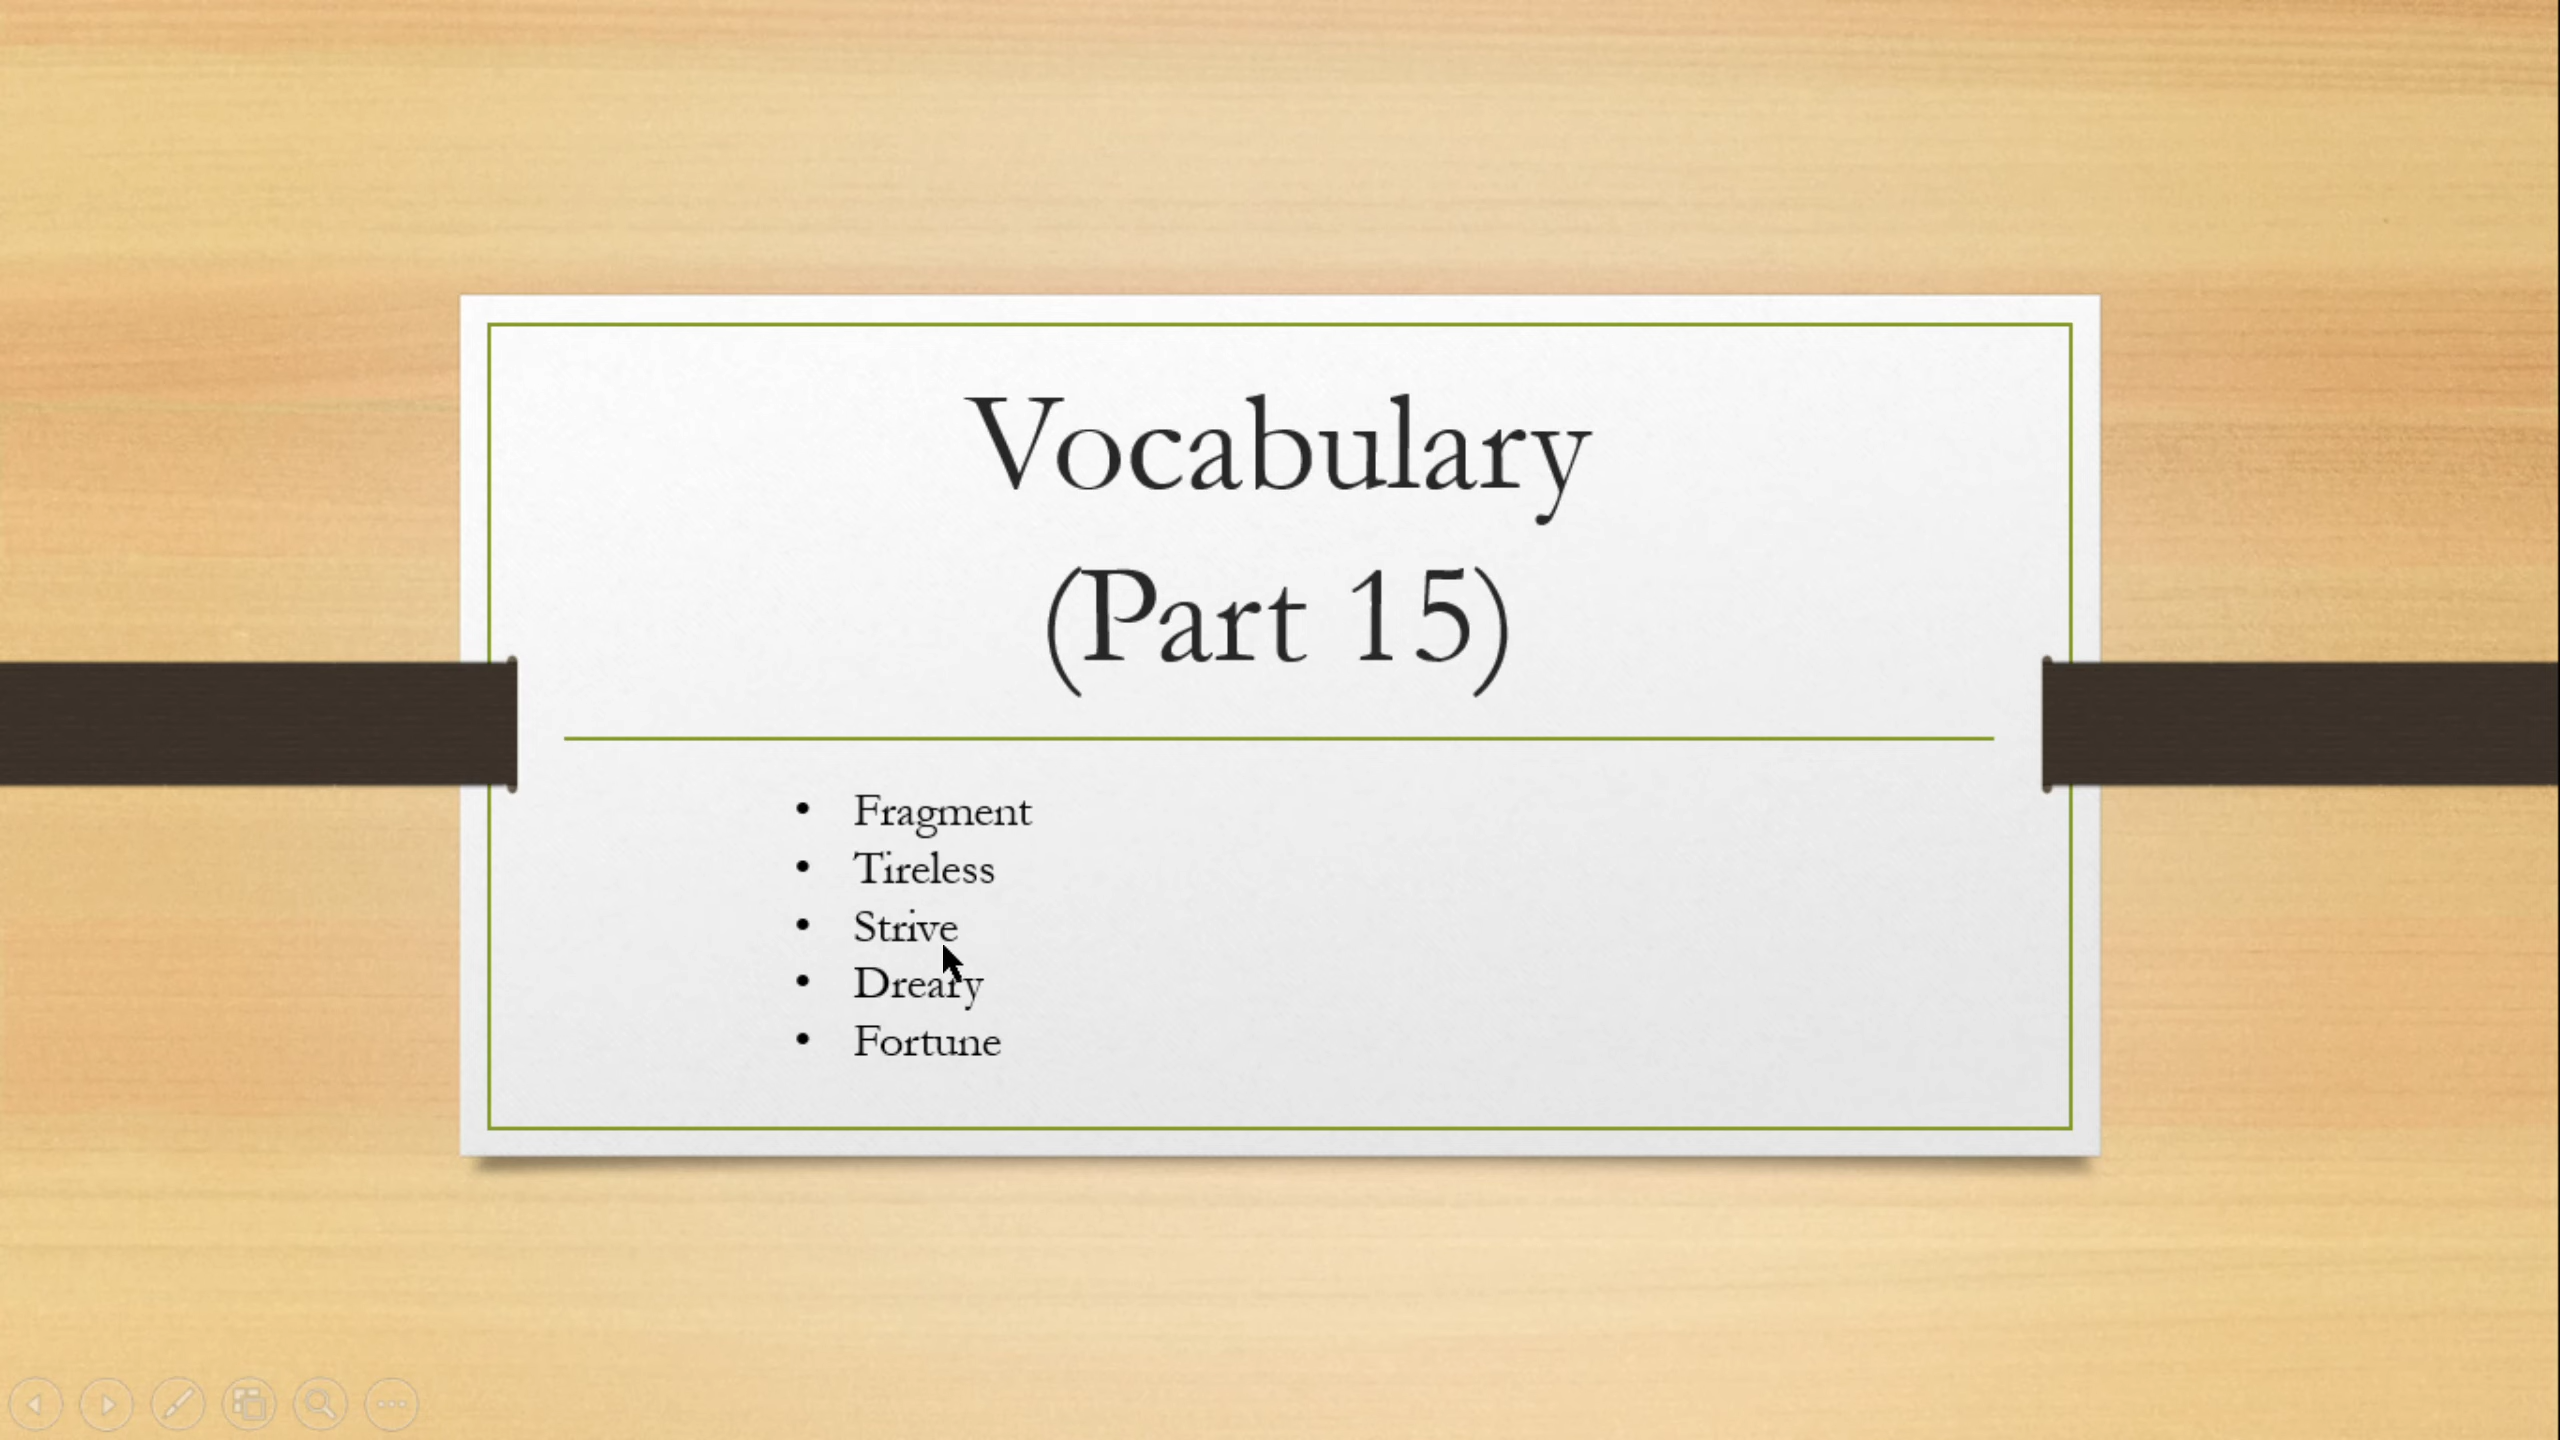 Vocabulary
(Part 15)
• Fragment
• Tireless
• Strive
• Dreary
• Fortune